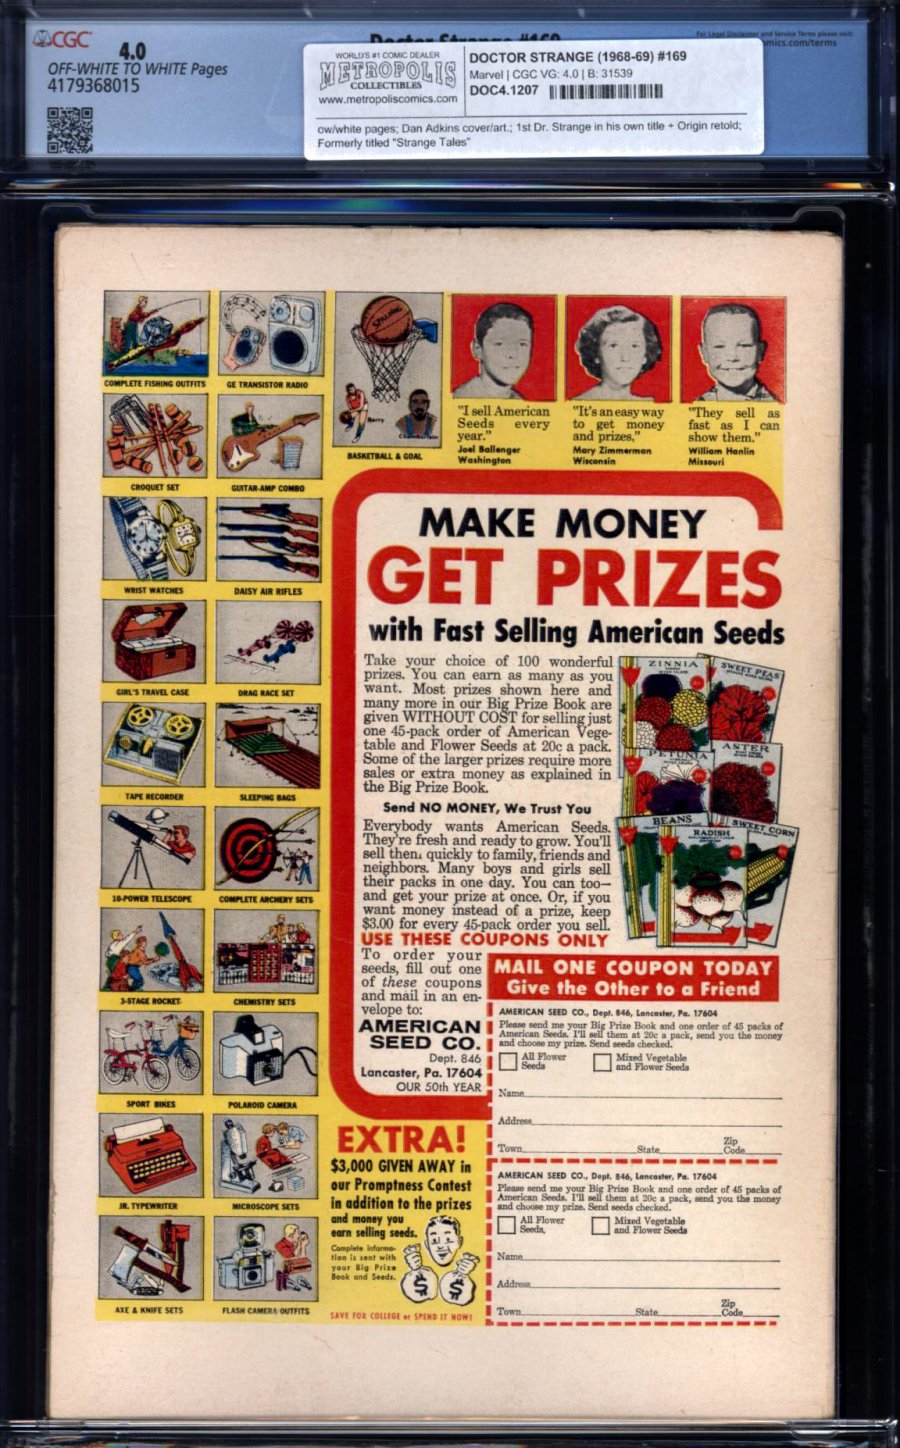 CGC
4.0
OFF-WHITE TO WHITE Pages
4179368015
Doctor Strange #169
For Legal Disclaimer and Service Terms please visit:
omics.com/terms
WORLD'S #1 COMIC DEALER
METROPOLIS
COLLECTIBLES
www.metropoliscomics.com
DOCTOR STRANGE (1968-69) #169
Marvel | CGC VG: 4.0 | B: 31539
DOC4.1207
ow/white pages; Dan Adkins cover/art.; 1st Dr. Strange in his own title + Origin retold;
Formerly titled "Strange Tales"
COMPLETE FISHING OUTFITS
GE TRANSISTOR RADIO
SPALDING
Barry
Chamberlain
BASKETBALL & GOAL
CROQUET SET
GUITAR-AMP COMBO
WRIST WATCHES
DAISY AIR RIFLES
GIRL'S TRAVEL CASE
DRAG RACE SET
TAPE RECORDER
SLEEPING BAGS
10-POWER TELESCOPE
COMPLETE ARCHERY SETS
3-STAGE ROCKET
CHEMISTRY SETS
SPORT BIKES
POLAROID CAMERA
JR. TYPEWRITER
MICROSCOPE SETS
AXE & KNIFE SETS
FLASH CAMERA OUTFITS
"I sell American
Seeds every
year."
Joel Ballenger
Washington
"It's an easy way
to get money
and prizes,"
Mary Zimmerman
Wisconsin
"They sell as
fast as I can
show them."
William Hanlin
Missouri
MAKE MONEY
GET PRIZES
with Fast Selling American Seeds
Take your choice of 100 wonderful
prizes. You can earn as many as you
want. Most prizes shown here and
many more in our Big Prize Book are
given WITHOUT COST for selling just
one 45-pack order of American Vege-
table and Flower Seeds at 20c a pack.
Some of the larger prizes require more
sales or extra money as explained in
the Big Prize Book.
Send NO MONEY, We Trust You
Everybody wants American Seeds.
They're fresh and ready to grow. You'll
sell them quickly to family, friends and
neighbors. Many boys and girls sell
their packs in one day. You can too—
and get your prize at once. Or, if you
want money instead of a prize, keep
$3.00 for every 45-pack order you sell.
USE THESE COUPONS ONLY
To order your
seeds, fill out one
of these coupons
and mail in an en-
velope to:
AMERICAN
SEED CO.
Dept. 846
Lancaster, Pa. 17604
OUR 50th YEAR
ZINNIA
SWEET PEAS
PETUNIA
ASTER
BEANS
RADISH
SWEET CORN
MAIL ONE COUPON TODAY
Give the Other to a Friend
AMERICAN SEED CO., Dept. 846, Lancaster, Pa. 17604
Please send me your Big Prize Book and one order of 45 packs of
American Seeds. I'll sell them at 20c a pack, send you the money
and choose my prize. Send seeds checked.
All Flower
Seeds
Mixed Vegetable
and Flower Seeds
Name
Address
Town State Zip Code
AMERICAN SEED CO., Dept. 846, Lancaster, Pa. 17604
Please send me your Big Prize Book and one order of 45 packs of
American Seeds. I'll sell them at 20c a pack, send you the money
and choose my prize. Send seeds checked.
All Flower
Seeds
Mixed Vegetable
and Flower Seeds
Name
Address
Town State Zip Code
EXTRA!
$3,000 GIVEN AWAY in
our Promptness Contest
in addition to the prizes
and money you
earn selling seeds.
Complete informa-
tion is sent with
your Big Prize
Book and Seeds.
$ $
SAVE FOR COLLEGE or SPEND IT NOW!